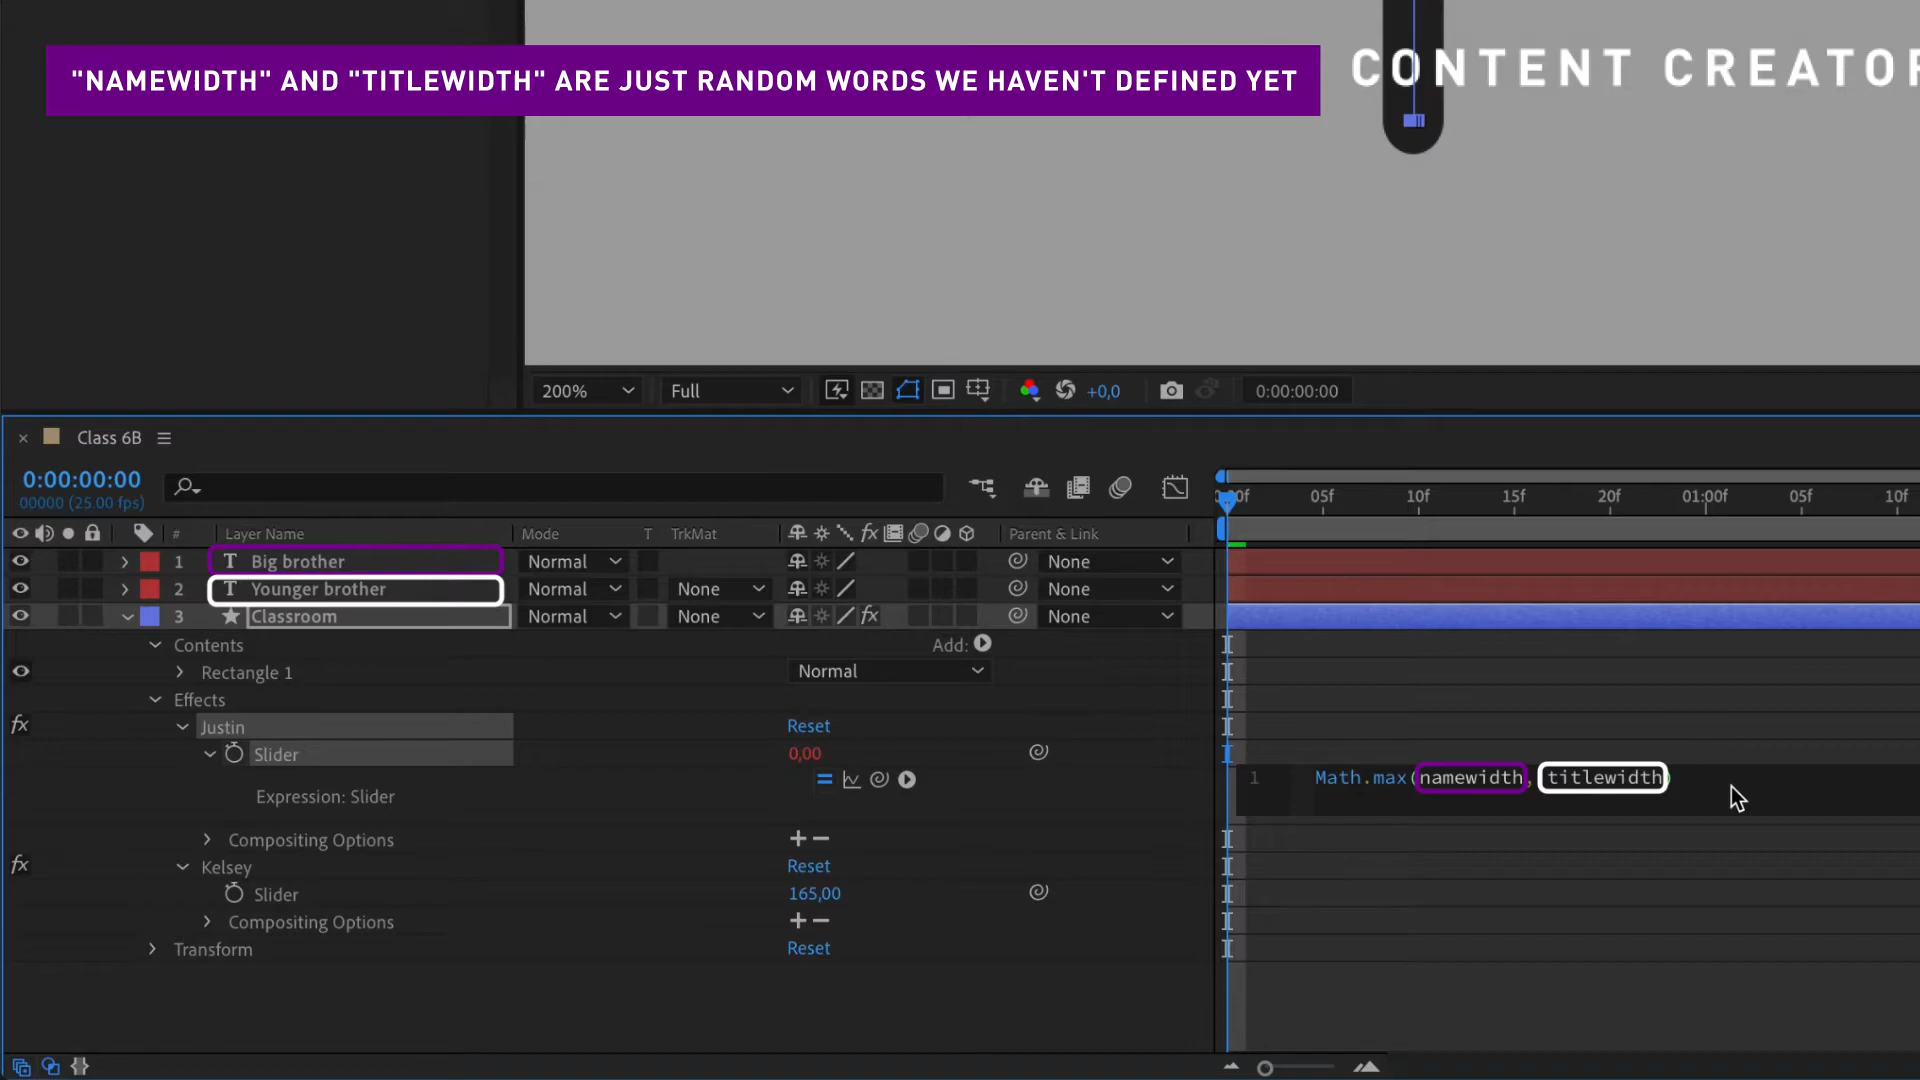 "NAMEWIDTH" AND "TITLEWIDTH" ARE JUST RANDOM WORDS WE HAVEN'T DEFINED YET
CONTENT CREATOR
200% Full +0,0 0:00:00:00
Class 6B
0:00:00:00
00000 (25.00 fps)
05f 10f 15f 20f 01:00f 05f 10f
# Layer Name Mode T TrkMat Parent & Link
1 T Big brother Normal None
2 T Younger brother Normal None None
3 Classroom Normal None None
Contents Add:
Rectangle 1 Normal
Effects
fx Justin Reset
Slider 0,00
1 Math.max(namewidth, titlewidth)
Expression: Slider
Compositing Options
fx Kelsey Reset
Slider 165,00
Compositing Options
Transform Reset